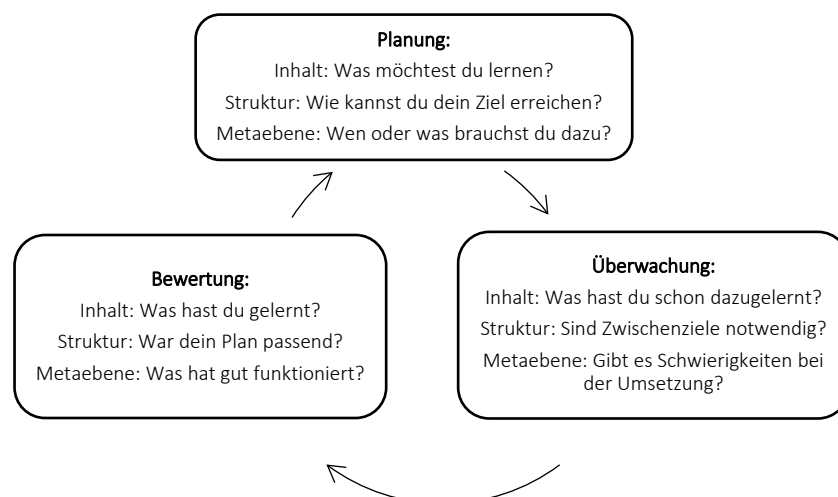 Planung:
Inhalt: Was möchtest du lernen?
Struktur: Wie kannst du dein Ziel erreichen?
Metaebene: Wen oder was brauchst du dazu?
Bewertung:
Inhalt: Was hast du gelernt?
Struktur: War dein Plan passend?
Metaebene: Was hat gut funktioniert?
Überwachung:
Inhalt: Was hast du schon dazugelernt?
Struktur: Sind Zwischenziele notwendig?
Metaebene: Gibt es Schwierigkeiten bei
der Umsetzung?